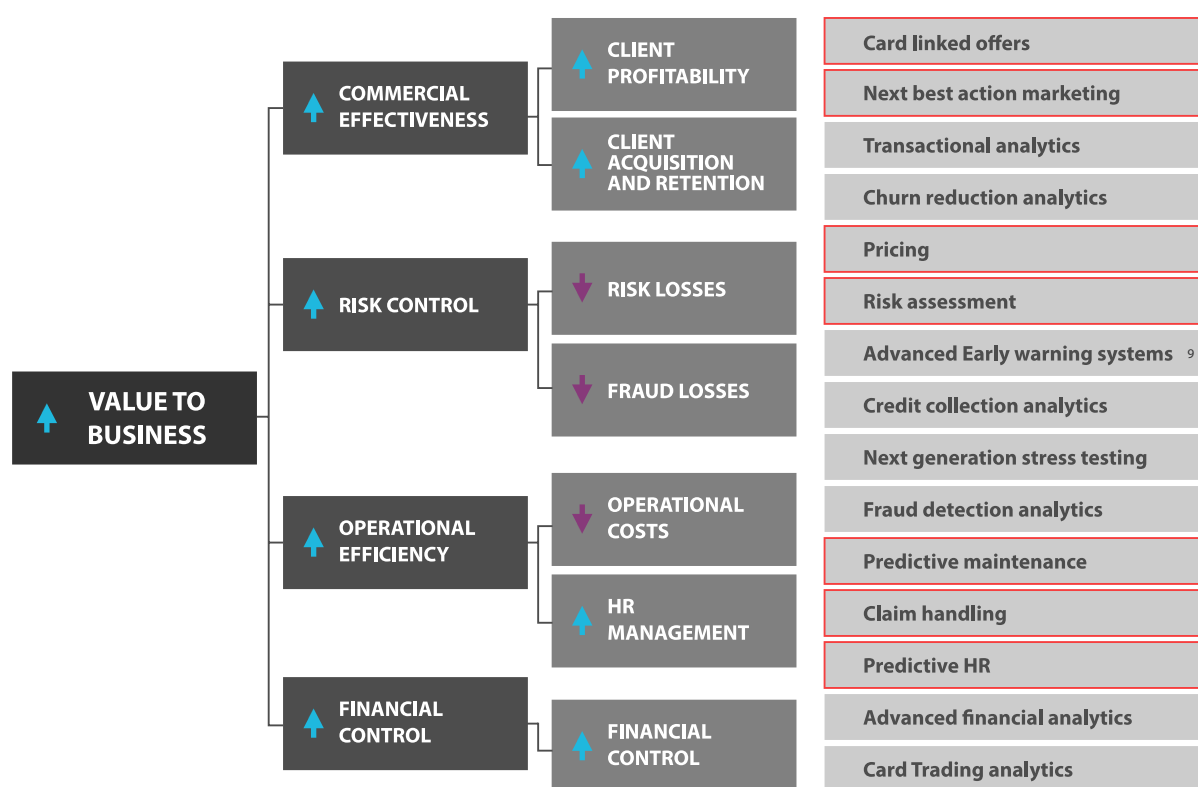 VALUE TO
BUSINESS
COMMERCIAL
EFFECTIVENESS
RISK CONTROL
OPERATIONAL
EFFICIENCY
FINANCIAL
CONTROL
CLIENT
PROFITABILITY
CLIENT
ACQUISITION
AND RETENTION
RISK LOSSES
FRAUD LOSSES
OPERATIONAL
COSTS
HR
MANAGEMENT
FINANCIAL
CONTROL
Card linked offers
Next best action marketing
Transactional analytics
Churn reduction analytics
Pricing
Risk assessment
Advanced Early warning systems 9
Credit collection analytics
Next generation stress testing
Fraud detection analytics
Predictive maintenance
Claim handling
Predictive HR
Advanced financial analytics
Card Trading analytics